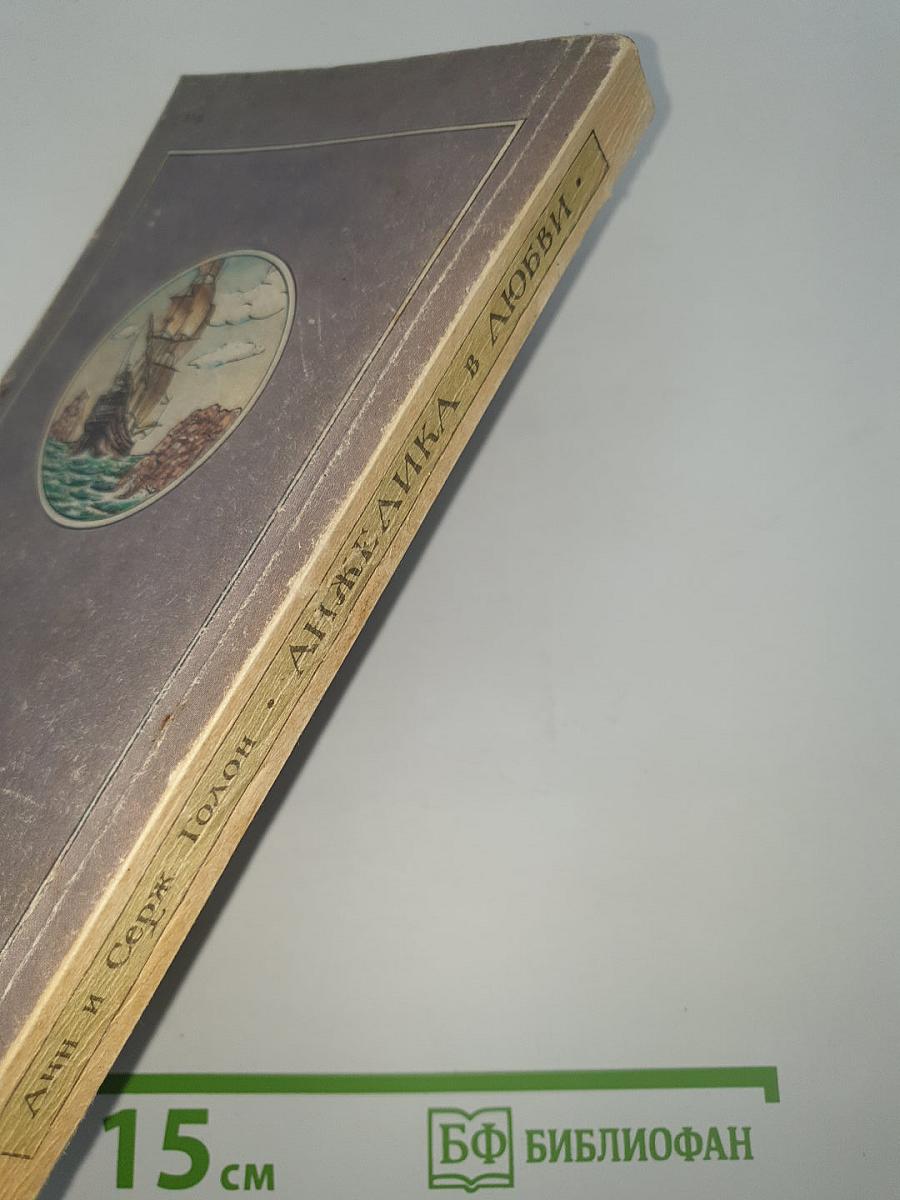 Анн и Серж Голон • АНЖЕЛИКА в ЛЮБВИ •
15 см
БФ БИБЛИОФАН